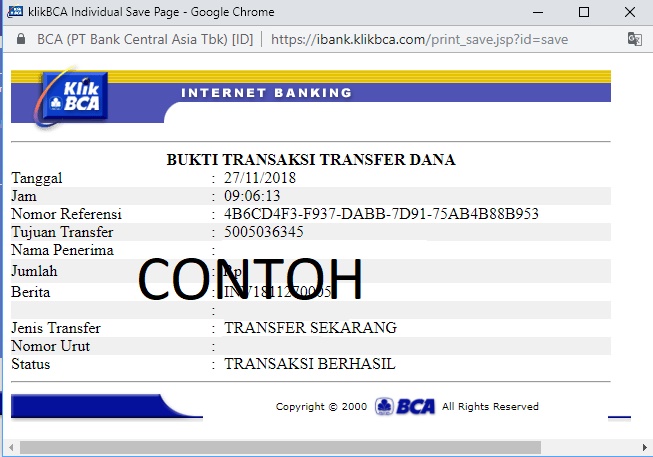 klikBCA Individual Save Page - Google Chrome
BCA (PT Bank Central Asia Tbk) [ID] | https://ibank.klikbca.com/print_save.jsp?id=save
Klik BCA INTERNET BANKING
BUKTI TRANSAKSI TRANSFER DANA
Tanggal : 27/11/2018
Jam : 09:06:13
Nomor Referensi : 4B6CD4F3-F937-DABB-7D91-75AB4B88B953
Tujuan Transfer : 5005036345
Nama Penerima :
Jumlah : Rp
CONTOH
Berita : INV1811270095
:
Jenis Transfer : TRANSFER SEKARANG
Nomor Urut :
Status : TRANSAKSI BERHASIL
Copyright © 2000 BCA All Rights Reserved